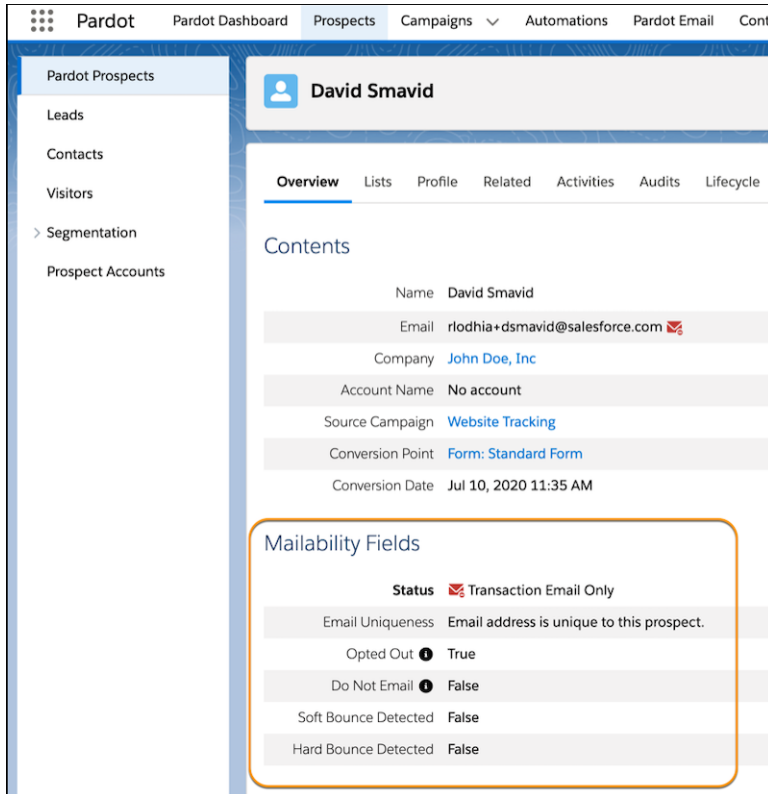 Pardot Pardot Dashboard Prospects Campaigns Automations Pardot Email
Pardot Prospects
Leads
Contacts
Visitors
Segmentation
Prospect Accounts
David Smavid
Overview Lists Profile Related Activities Audits Lifecycle
Contents
Name David Smavid
Email rlodhia+dsmavid@salesforce.com
Company John Doe, Inc
Account Name No account
Source Campaign Website Tracking
Conversion Point Form: Standard Form
Conversion Date Jul 10, 2020 11:35 AM
Mailability Fields
Status Transaction Email Only
Email Uniqueness Email address is unique to this prospect.
Opted Out True
Do Not Email False
Soft Bounce Detected False
Hard Bounce Detected False